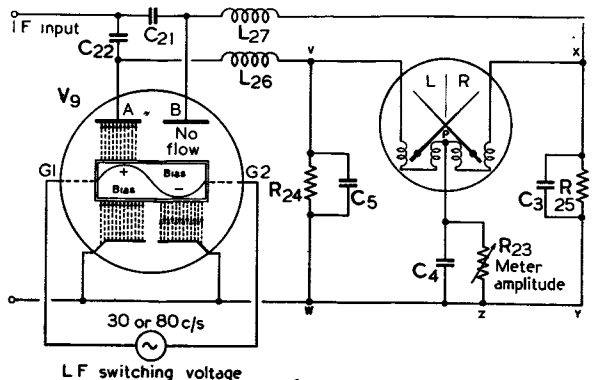 IF input
C22
C21
L27
L26
V
X
V9
A
B
No
flow
L
R
P
G1
+
Bias
Bias
−
G2
R24
C5
C3
R
25
C4
R23
Meter
amplitude
W
Z
Y
30 or 80 c/s
LF switching voltage